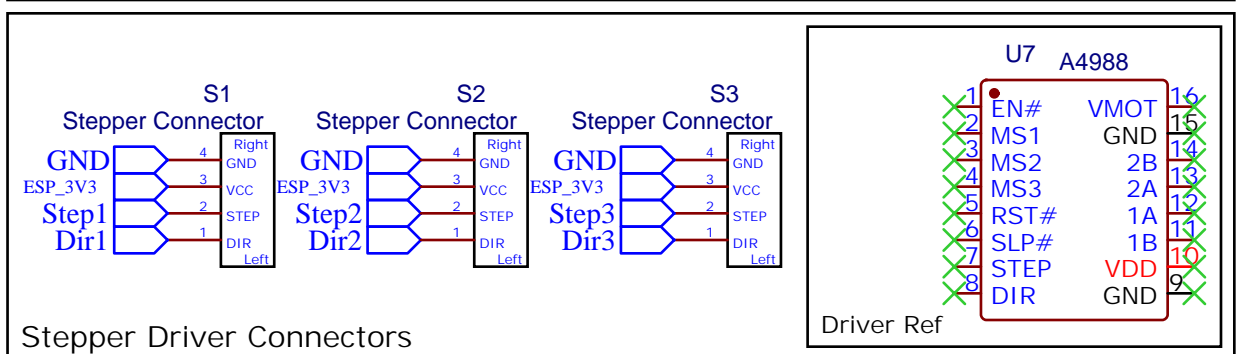 S1
Stepper Connector
Right
GND 4 GND
ESP_3V3 3 VCC
Step1 2 STEP
Dir1 1 DIR
Left
S2
Stepper Connector
Right
GND 4 GND
ESP_3V3 3 VCC
Step2 2 STEP
Dir2 1 DIR
Left
S3
Stepper Connector
Right
GND 4 GND
ESP_3V3 3 VCC
Step3 2 STEP
Dir3 1 DIR
Left
Stepper Driver Connectors
U7 A4988
1 EN# VMOT 16
2 MS1 GND 15
3 MS2 2B 14
4 MS3 2A 13
5 RST# 1A 12
6 SLP# 1B 11
7 STEP VDD 10
8 DIR GND 9
Driver Ref